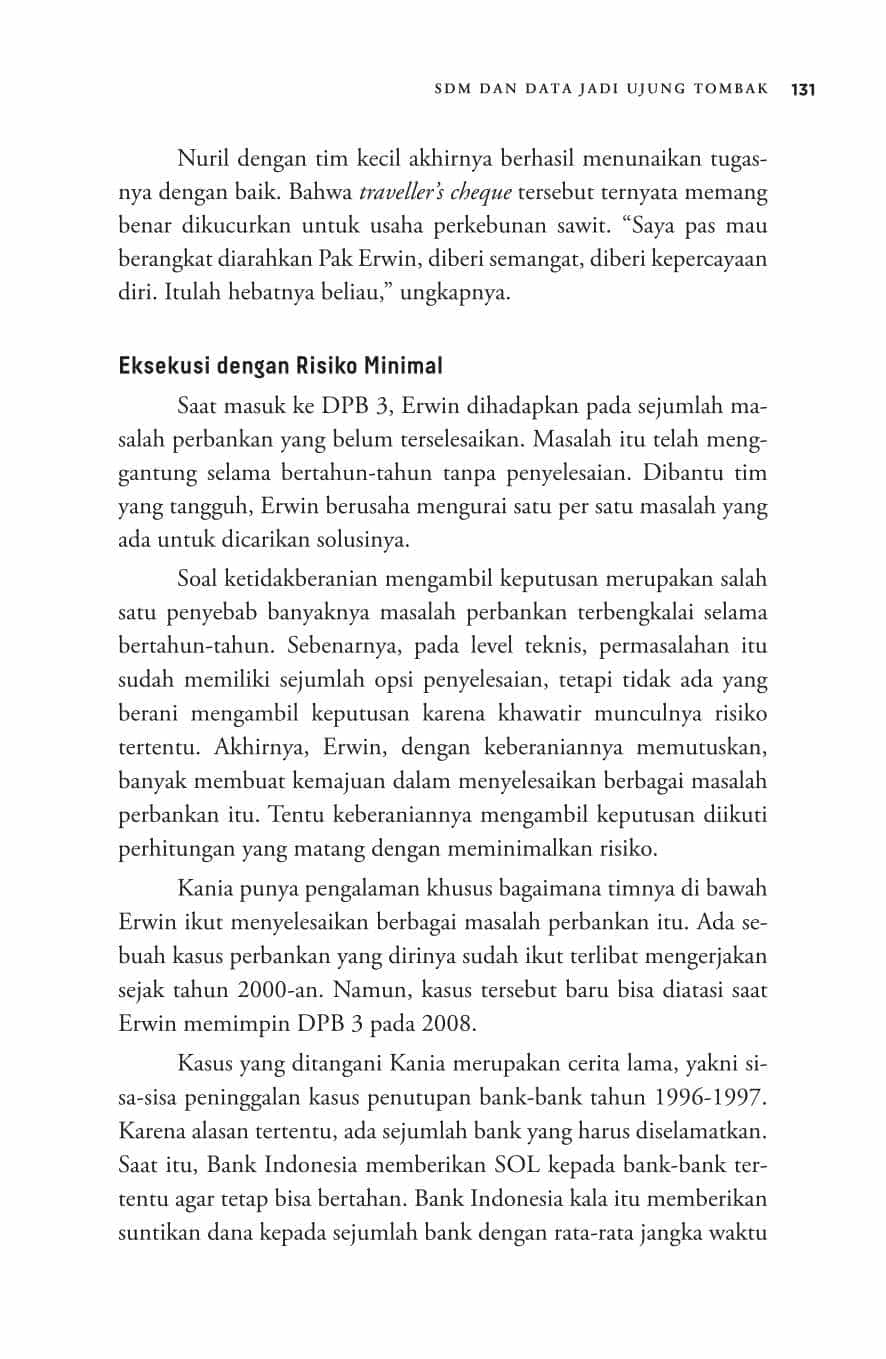 SDM DAN DATA JADI UJUNG TOMBAK 131
Nuril dengan tim kecil akhirnya berhasil menunaikan tugas-
nya dengan baik. Bahwa traveller’s cheque tersebut ternyata memang
benar dikucurkan untuk usaha perkebunan sawit. “Saya pas mau
berangkat diarahkan Pak Erwin, diberi semangat, diberi kepercayaan
diri. Itulah hebatnya beliau,” ungkapnya.
Eksekusi dengan Risiko Minimal
Saat masuk ke DPB 3, Erwin dihadapkan pada sejumlah ma-
salah perbankan yang belum terselesaikan. Masalah itu telah meng-
gantung selama bertahun-tahun tanpa penyelesaian. Dibantu tim
yang tangguh, Erwin berusaha mengurai satu per satu masalah yang
ada untuk dicarikan solusinya.
Soal ketidakberanian mengambil keputusan merupakan salah
satu penyebab banyaknya masalah perbankan terbengkalai selama
bertahun-tahun. Sebenarnya, pada level teknis, permasalahan itu
sudah memiliki sejumlah opsi penyelesaian, tetapi tidak ada yang
berani mengambil keputusan karena khawatir munculnya risiko
tertentu. Akhirnya, Erwin, dengan keberaniannya memutuskan,
banyak membuat kemajuan dalam menyelesaikan berbagai masalah
perbankan itu. Tentu keberaniannya mengambil keputusan diikuti
perhitungan yang matang dengan meminimalkan risiko.
Kania punya pengalaman khusus bagaimana timnya di bawah
Erwin ikut menyelesaikan berbagai masalah perbankan itu. Ada se-
buah kasus perbankan yang dirinya sudah ikut terlibat mengerjakan
sejak tahun 2000-an. Namun, kasus tersebut baru bisa diatasi saat
Erwin memimpin DPB 3 pada 2008.
Kasus yang ditangani Kania merupakan cerita lama, yakni si-
sa-sisa peninggalan kasus penutupan bank-bank tahun 1996-1997.
Karena alasan tertentu, ada sejumlah bank yang harus diselamatkan.
Saat itu, Bank Indonesia memberikan SOL kepada bank-bank ter-
tentu agar tetap bisa bertahan. Bank Indonesia kala itu memberikan
suntikan dana kepada sejumlah bank dengan rata-rata jangka waktu